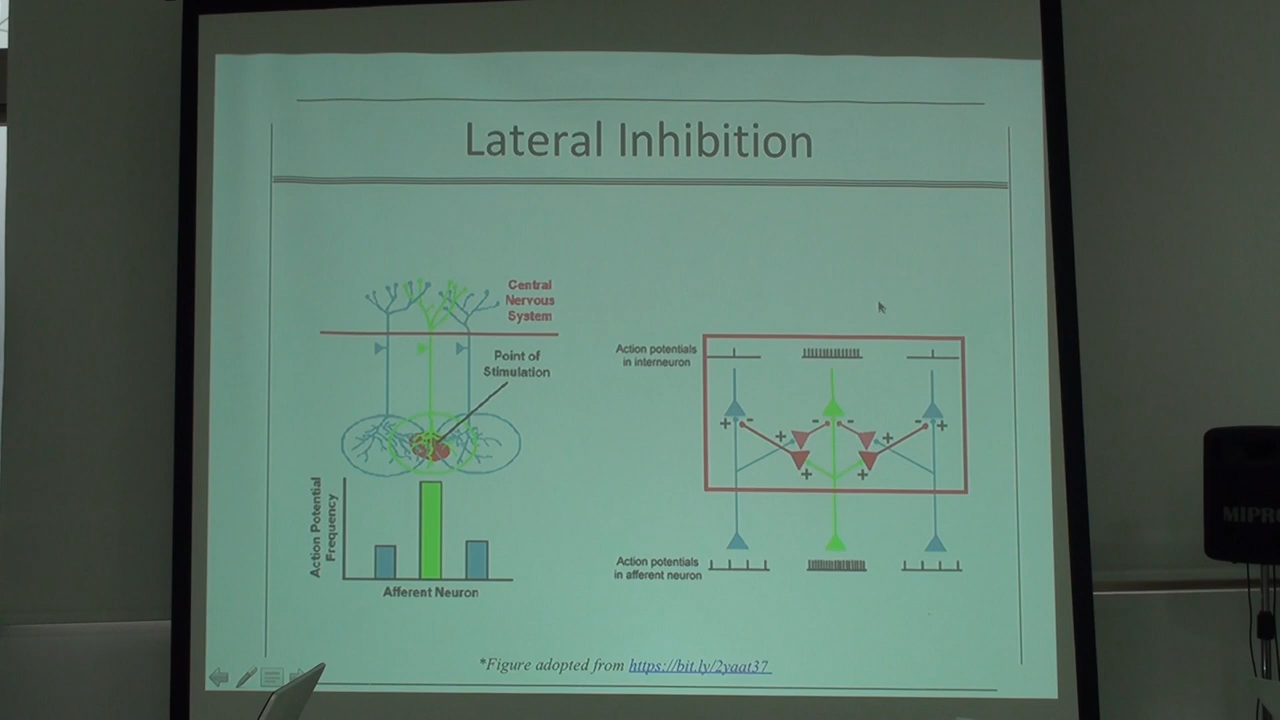 Lateral Inhibition
Central
Nervous
System
Point of
Stimulation
Action Potential
Frequency
Afferent Neuron
Action potentials
in interneuron
+ - - - - +
+ +
+ +
Action potentials
in afferent neuron
*Figure adopted from https://bit.ly/2yaat37
MIPRO